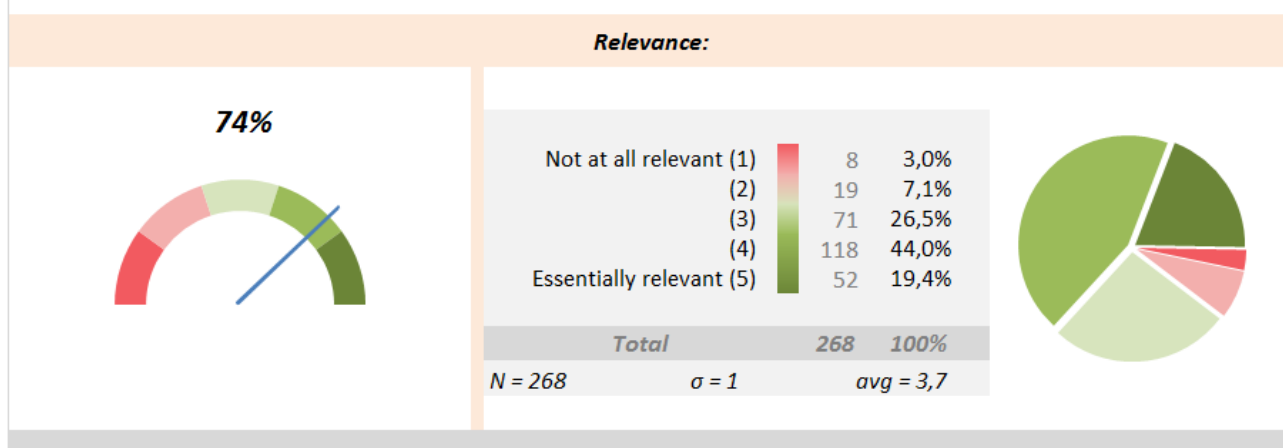 Relevance:
74%
Not at all relevant (1) 8 3,0%
(2) 19 7,1%
(3) 71 26,5%
(4) 118 44,0%
Essentially relevant (5) 52 19,4%
Total 268 100%
N = 268 σ = 1 avg = 3,7